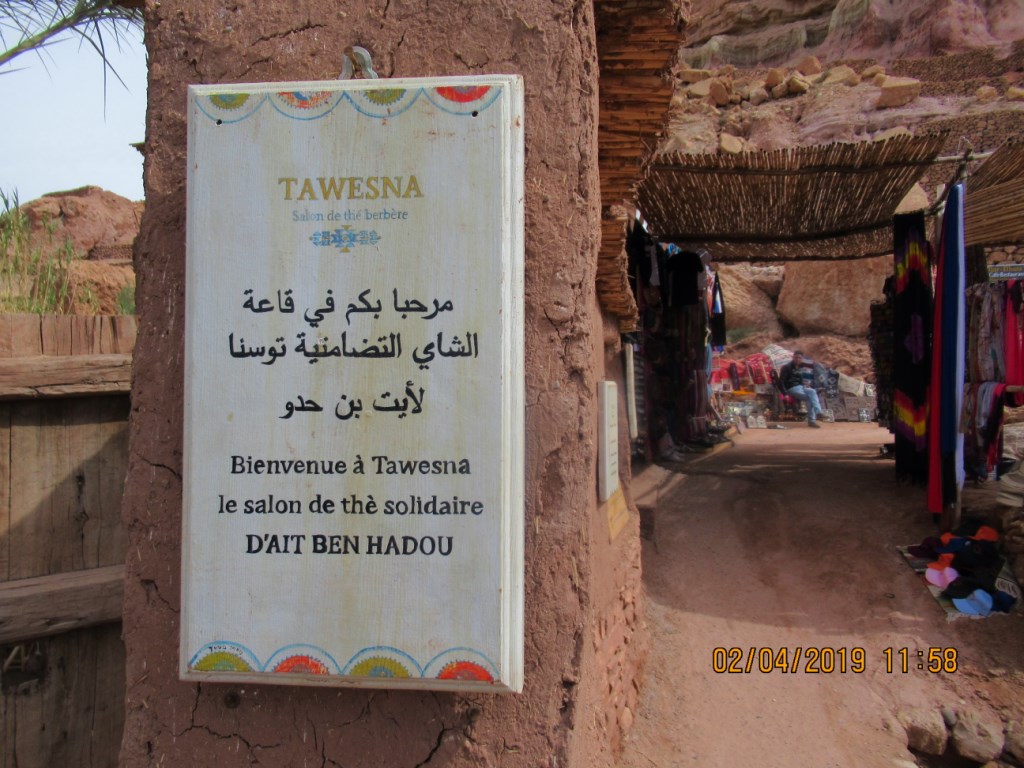 TAWESNA
Salon de thé berbère
مرحبا بكم في قاعة
الشاي التضامنية توسنا
لأيت بن حدو
Bienvenue à Tawesna
le salon de thè solidaire
D'AIT BEN HADOU
02/04/2019 11:58